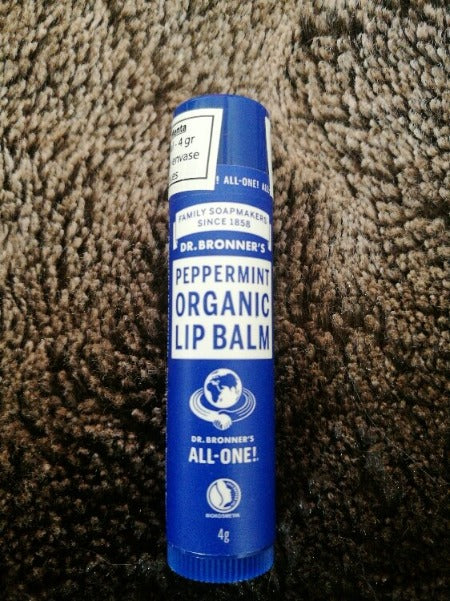 4 gr
envase
! ALL-ONE!
FAMILY SOAPMAKERS
SINCE 1858
DR. BRONNER'S
PEPPERMINT
ORGANIC
LIP BALM
DR. BRONNER'S
ALL-ONE!
4g